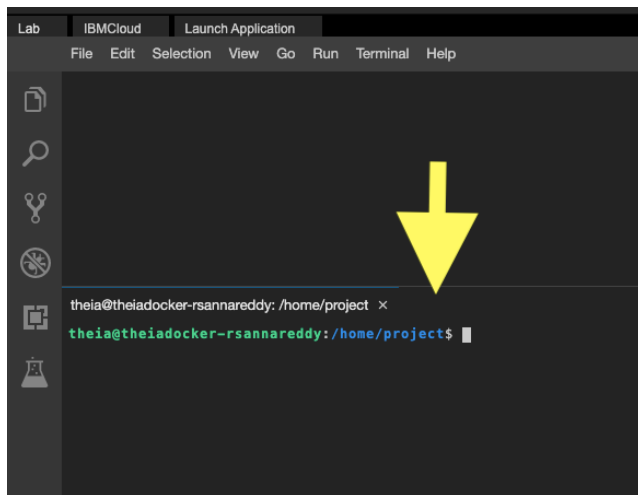 Lab IBMCloud Launch Application
File Edit Selection View Go Run Terminal Help
theia@theiadocker-rsannareddy: /home/project ×
theia@theiadocker-rsannareddy:/home/project$